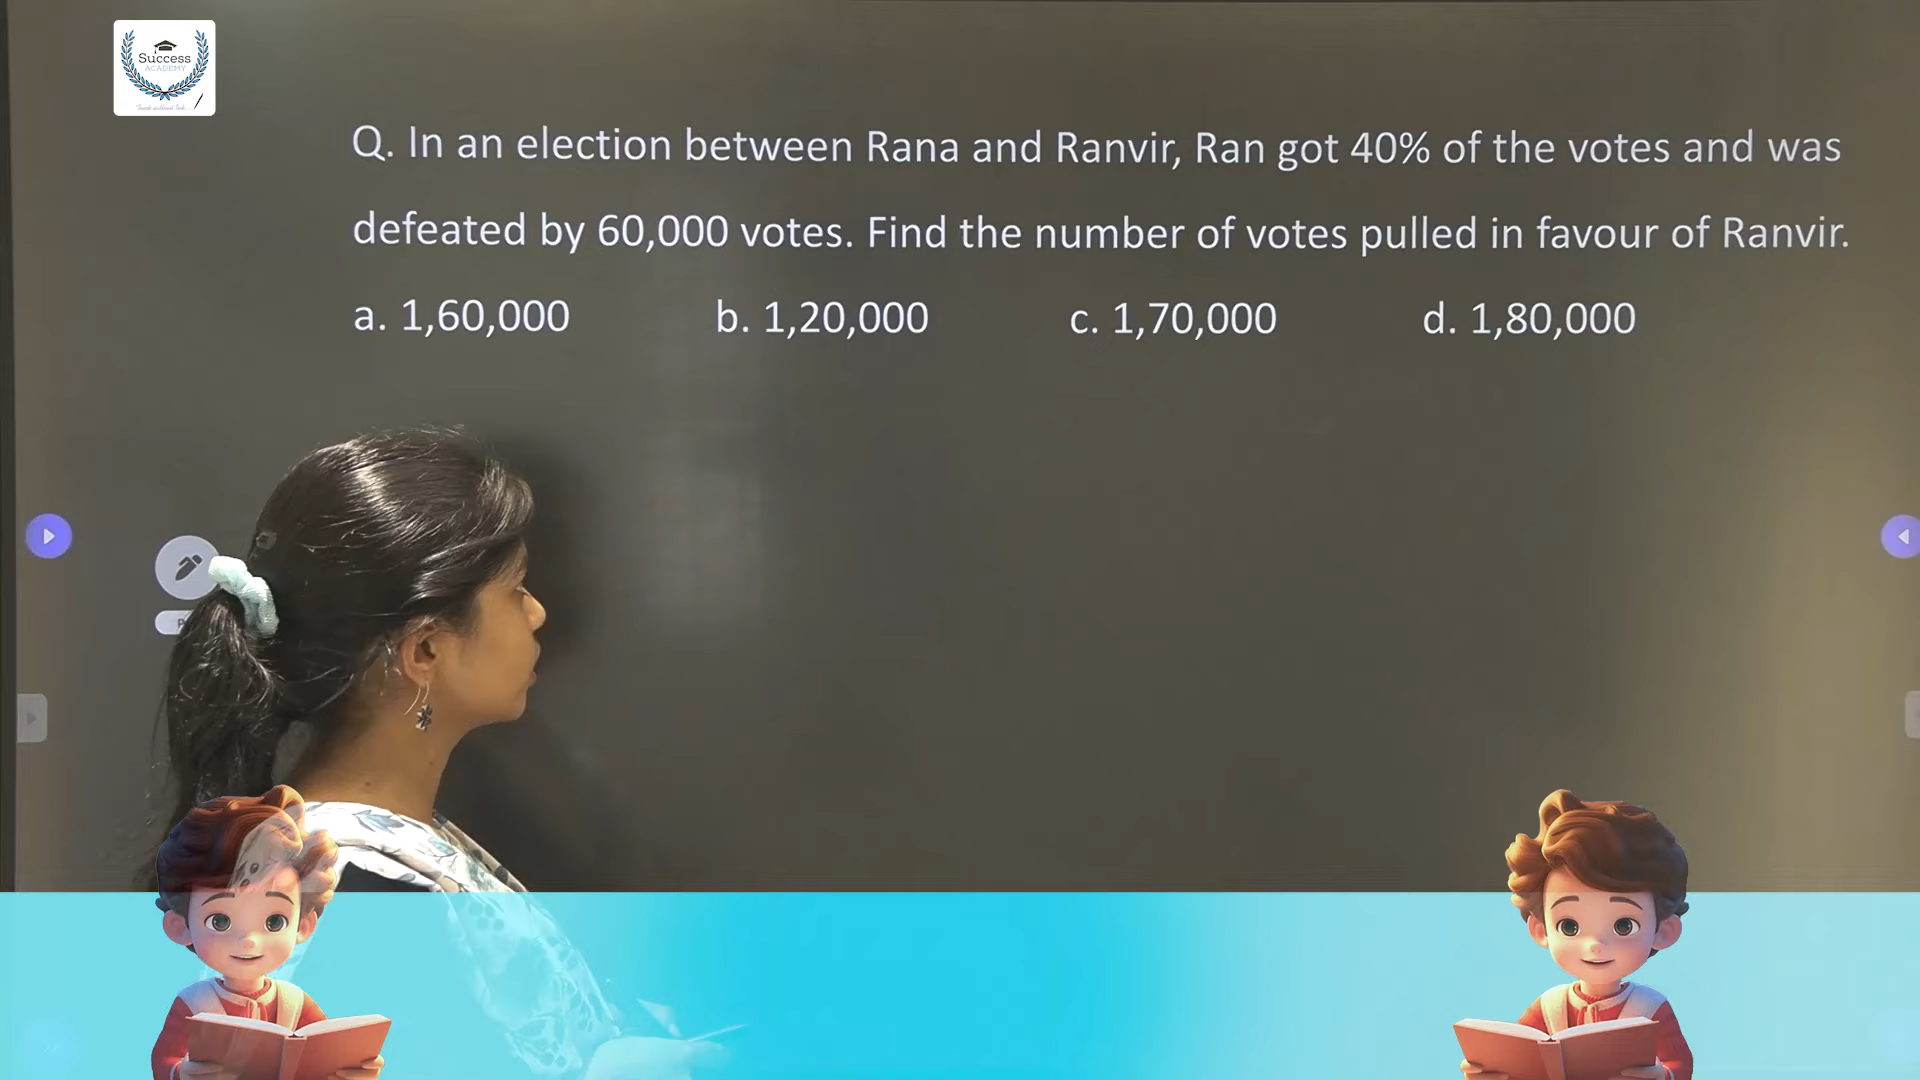 Success
ACADEMY
Q. In an election between Rana and Ranvir, Ran got 40% of the votes and was
defeated by 60,000 votes. Find the number of votes pulled in favour of Ranvir.
a. 1,60,000 b. 1,20,000 c. 1,70,000 d. 1,80,000